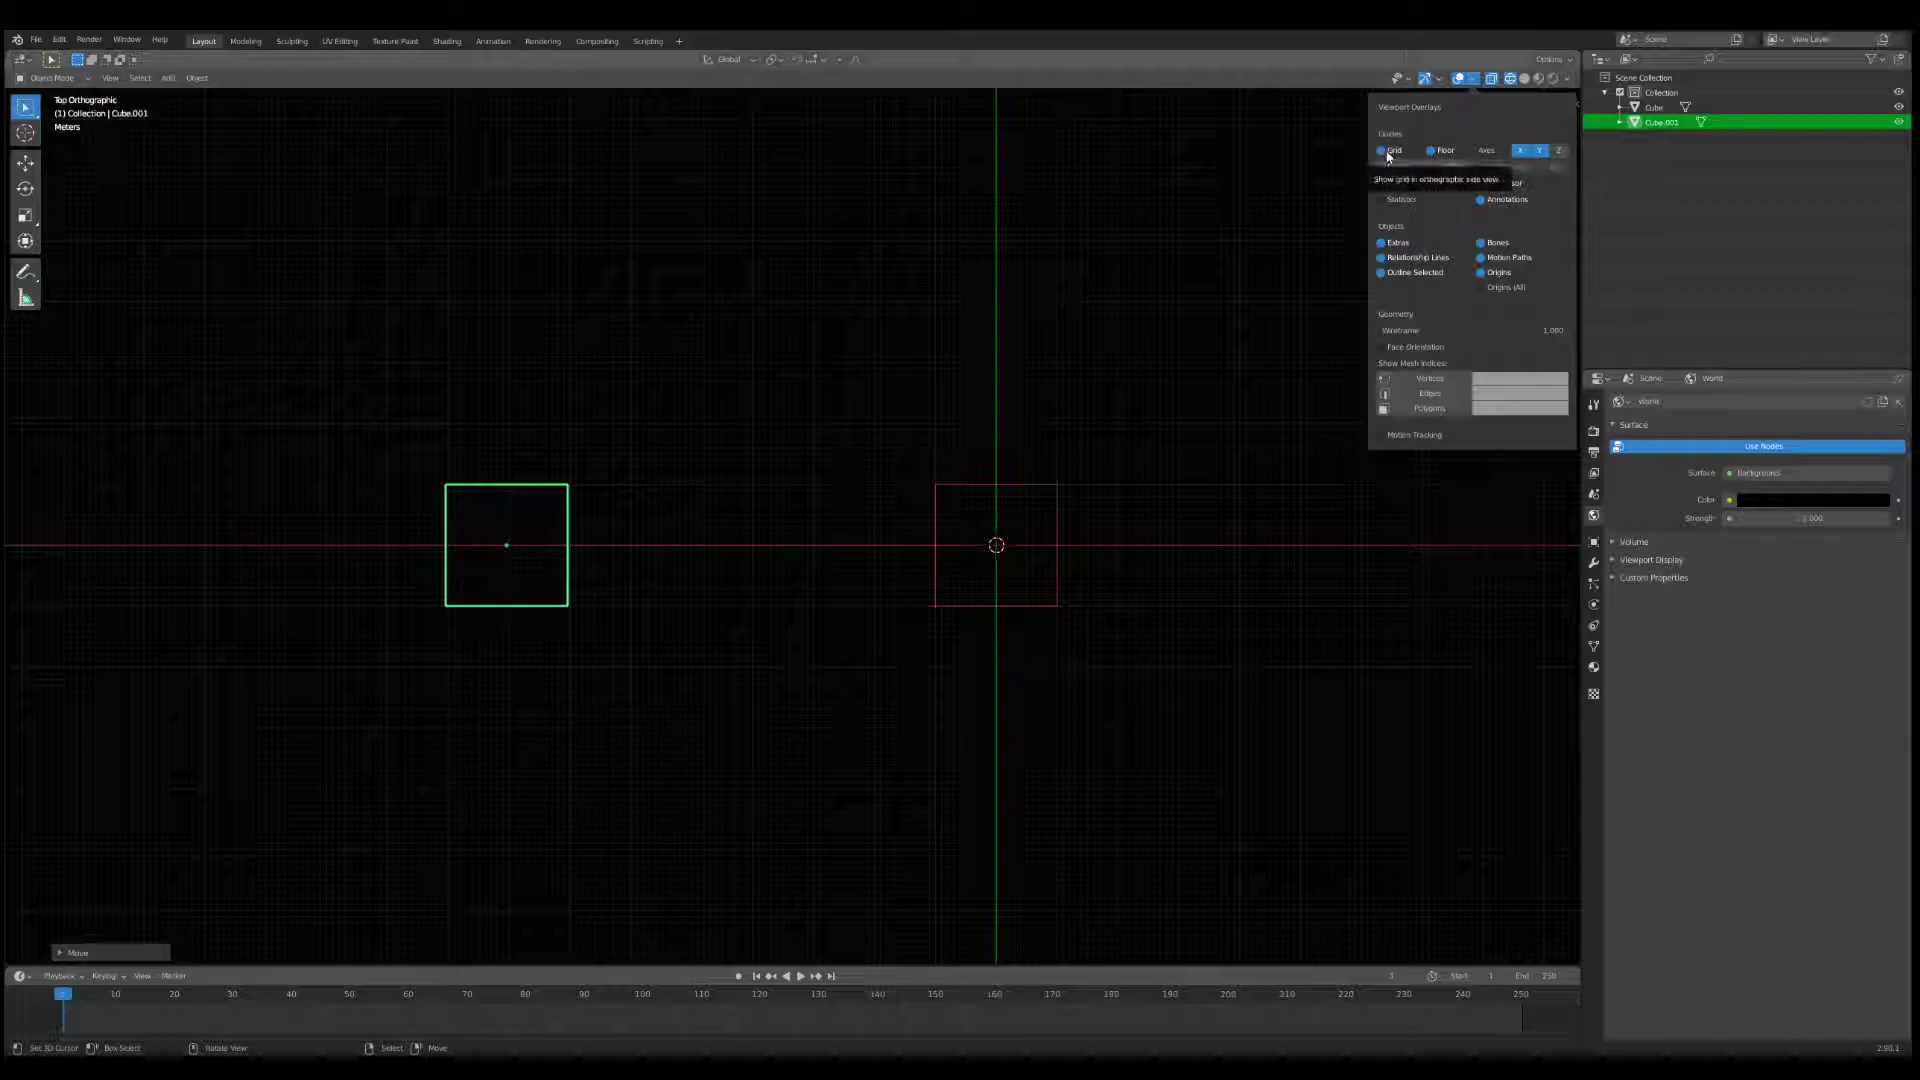 File Edit Render Window Help Layout Modeling Sculpting UV Editing Texture Paint Shading Animation Rendering Compositing Scripting + Scene View Layer
Global Options
Object Mode View Select Add Object
Scene Collection
Collection
Cube
Cube.001
Top Orthographic
(1) Collection | Cube.001
Meters
Viewport Overlays
Guides
Grid Floor Axes X Y Z
Show grid in orthographic side view.
sor
Statistics Annotations
Objects
Extras Bones
Relationship Lines Motion Paths
Outline Selected Origins
Origins (All)
Geometry
Wireframe 1.000
Face Orientation
Show Mesh Indices:
Vertices
Edges
Polygons
Motion Tracking
Scene World
World
Surface
Use Nodes
Surface Background
Color
Strength
Volume
Viewport Display
Custom Properties
Move
Playback Keying View Marker Start 1 End 250
10 20 30 40 50 60 70 80 90 100 110 120 130 140 150 160 170 180 190 200 210 220 230 240 250
Set 3D Cursor Box Select Rotate View Select Move 2.90.1